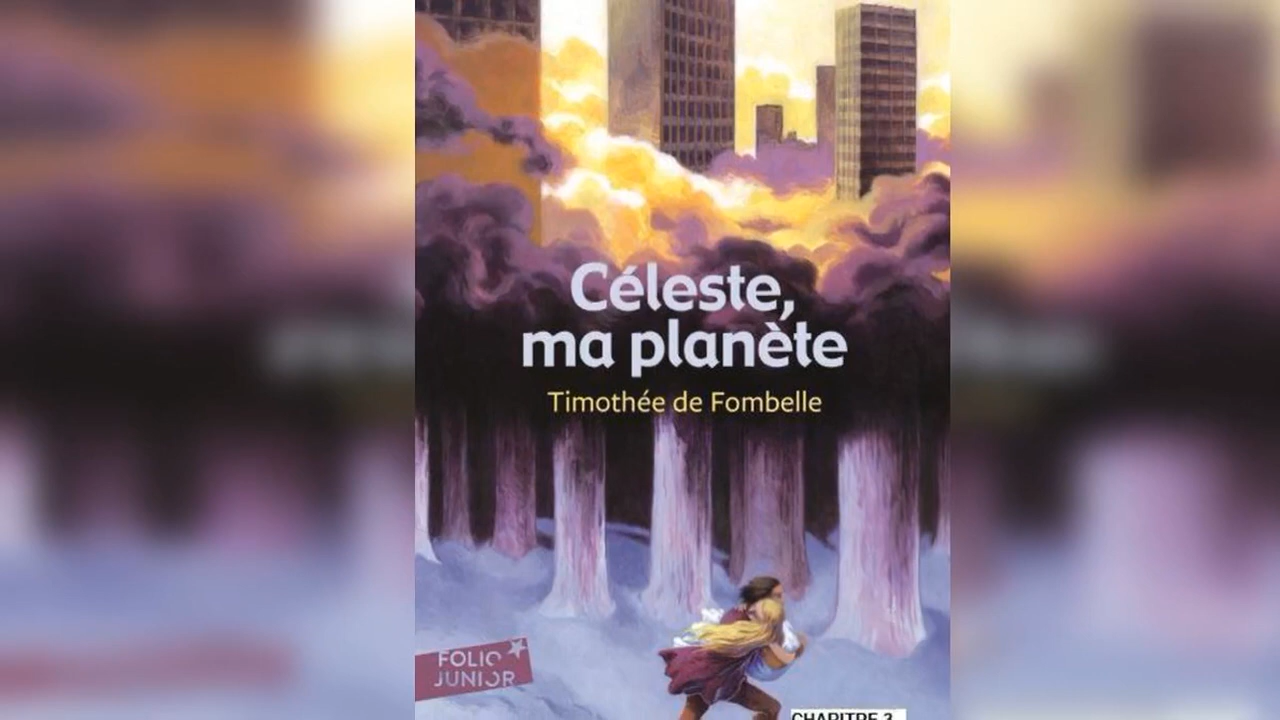 Céleste,
ma planète
Timothée de Fombelle
FOLIO
JUNIOR
CHAPITRE 3